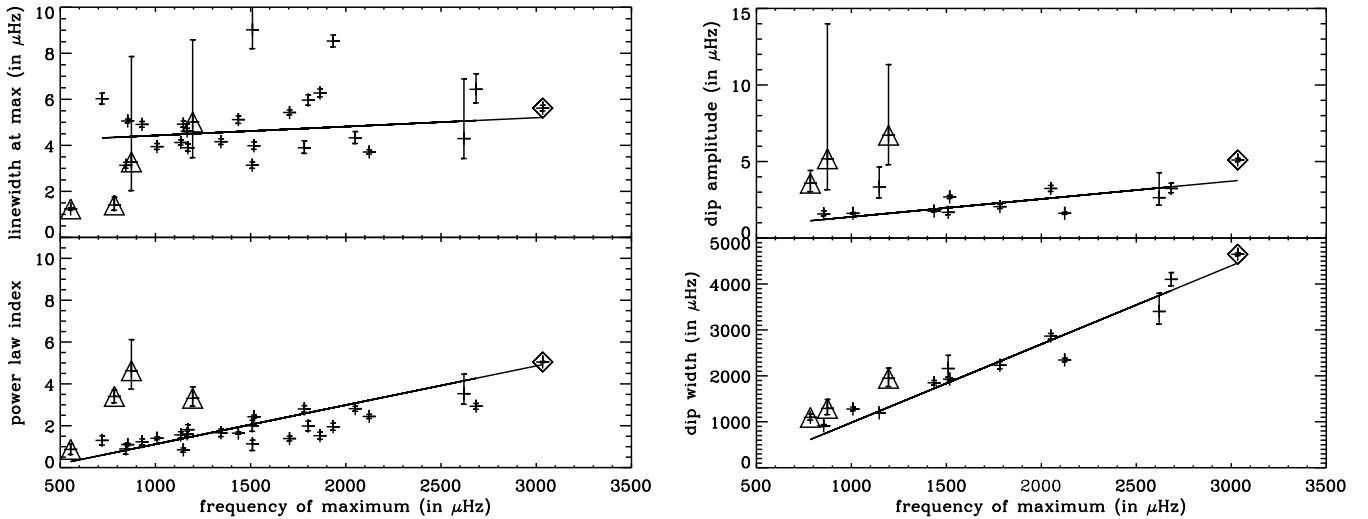 linewidth at max (in μHz)
10
8
6
4
2
0
power law index
10
8
6
4
2
0
500 1000 1500 2000 2500 3000 3500
frequency of maximum (in μHz)
dip amplitude (in μHz)
15
10
5
0
dip width (in μHz)
5000
4000
3000
2000
1000
0
500 1000 1500 2000 2500 3000 3500
frequency of maximum (in μHz)